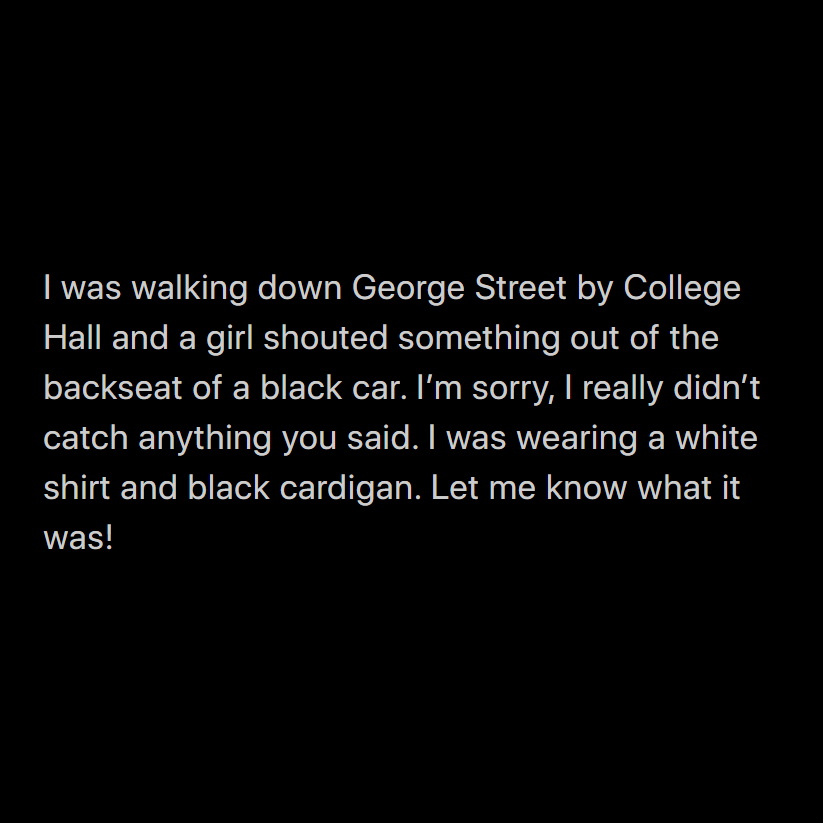 I was walking down George Street by College
Hall and a girl shouted something out of the
backseat of a black car. I’m sorry, I really didn’t
catch anything you said. I was wearing a white
shirt and black cardigan. Let me know what it
was!